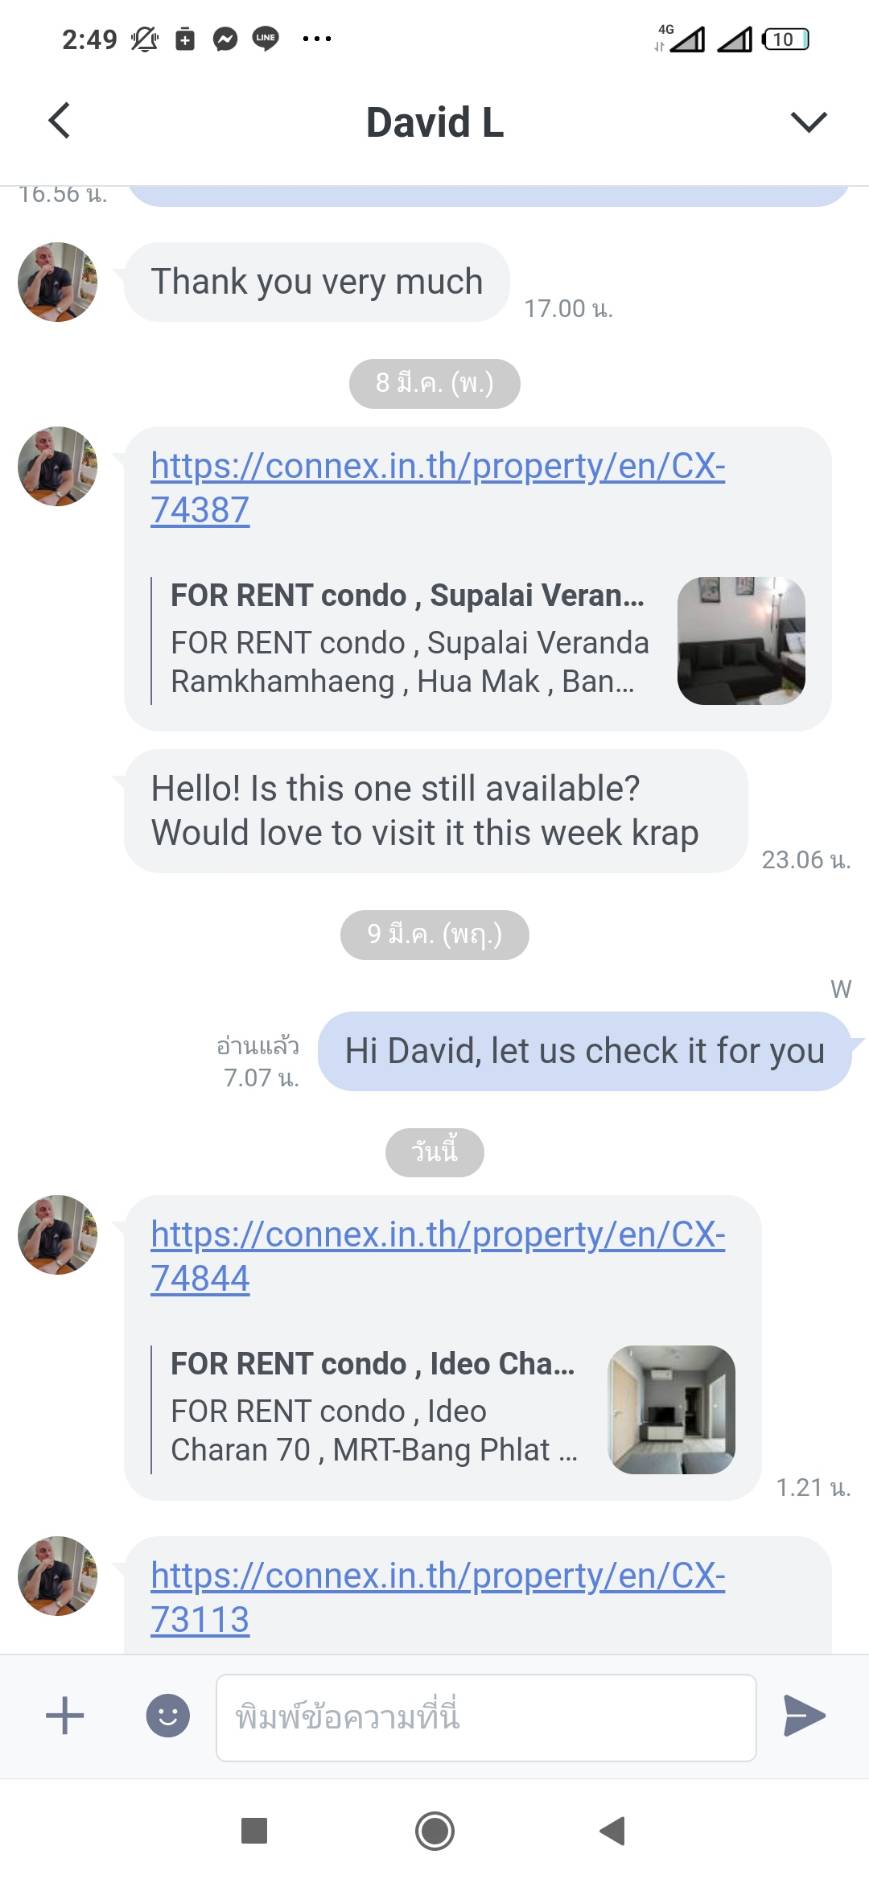 2:49
LINE
4G
10
David L
16.56 น.
Thank you very much
17.00 น.
8 มี.ค. (พ.)
https://connex.in.th/property/en/CX-
74387
FOR RENT condo , Supalai Veran...
FOR RENT condo , Supalai Veranda
Ramkhamhaeng , Hua Mak , Ban...
Hello! Is this one still available?
Would love to visit it this week krap
23.06 น.
9 มี.ค. (พฤ.)
W
อ่านแล้ว
7.07 น.
Hi David, let us check it for you
วันนี้
https://connex.in.th/property/en/CX-
74844
FOR RENT condo , Ideo Cha...
FOR RENT condo , Ideo
Charan 70 , MRT-Bang Phlat ...
1.21 น.
https://connex.in.th/property/en/CX-
73113
พิมพ์ข้อความที่นี่